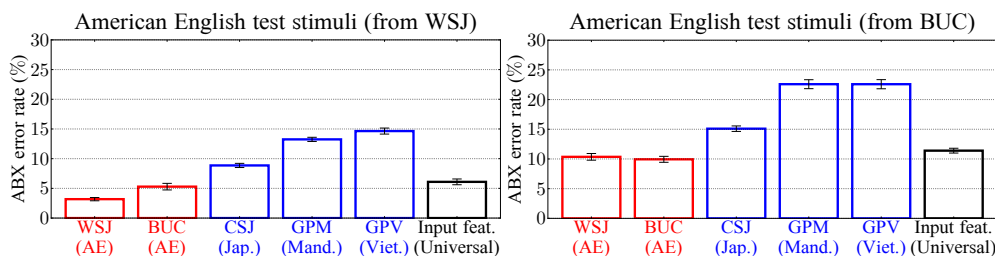 American English test stimuli (from WSJ)
ABX error rate (%)
30
25
20
15
10
5
0
WSJ BUC CSJ GPM GPV Input feat.
(AE) (AE) (Jap.) (Mand.) (Viet.) (Universal)
American English test stimuli (from BUC)
ABX error rate (%)
30
25
20
15
10
5
0
WSJ BUC CSJ GPM GPV Input feat.
(AE) (AE) (Jap.) (Mand.) (Viet.) (Universal)